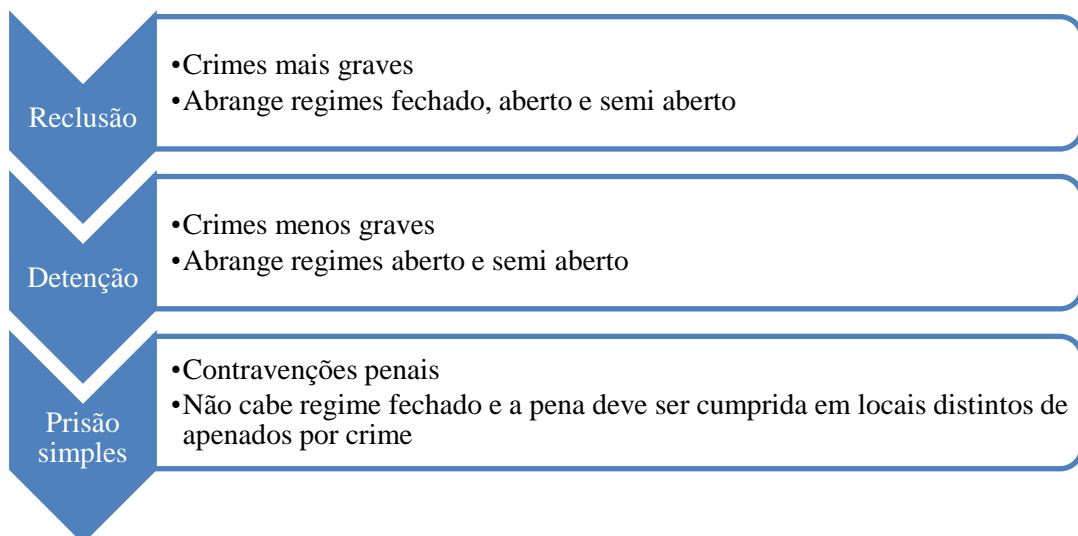 Reclusão
•Crimes mais graves
•Abrange regimes fechado, aberto e semi aberto
Detenção
•Crimes menos graves
•Abrange regimes aberto e semi aberto
Prisão
simples
•Contravenções penais
•Não cabe regime fechado e a pena deve ser cumprida em locais distintos de
apenados por crime